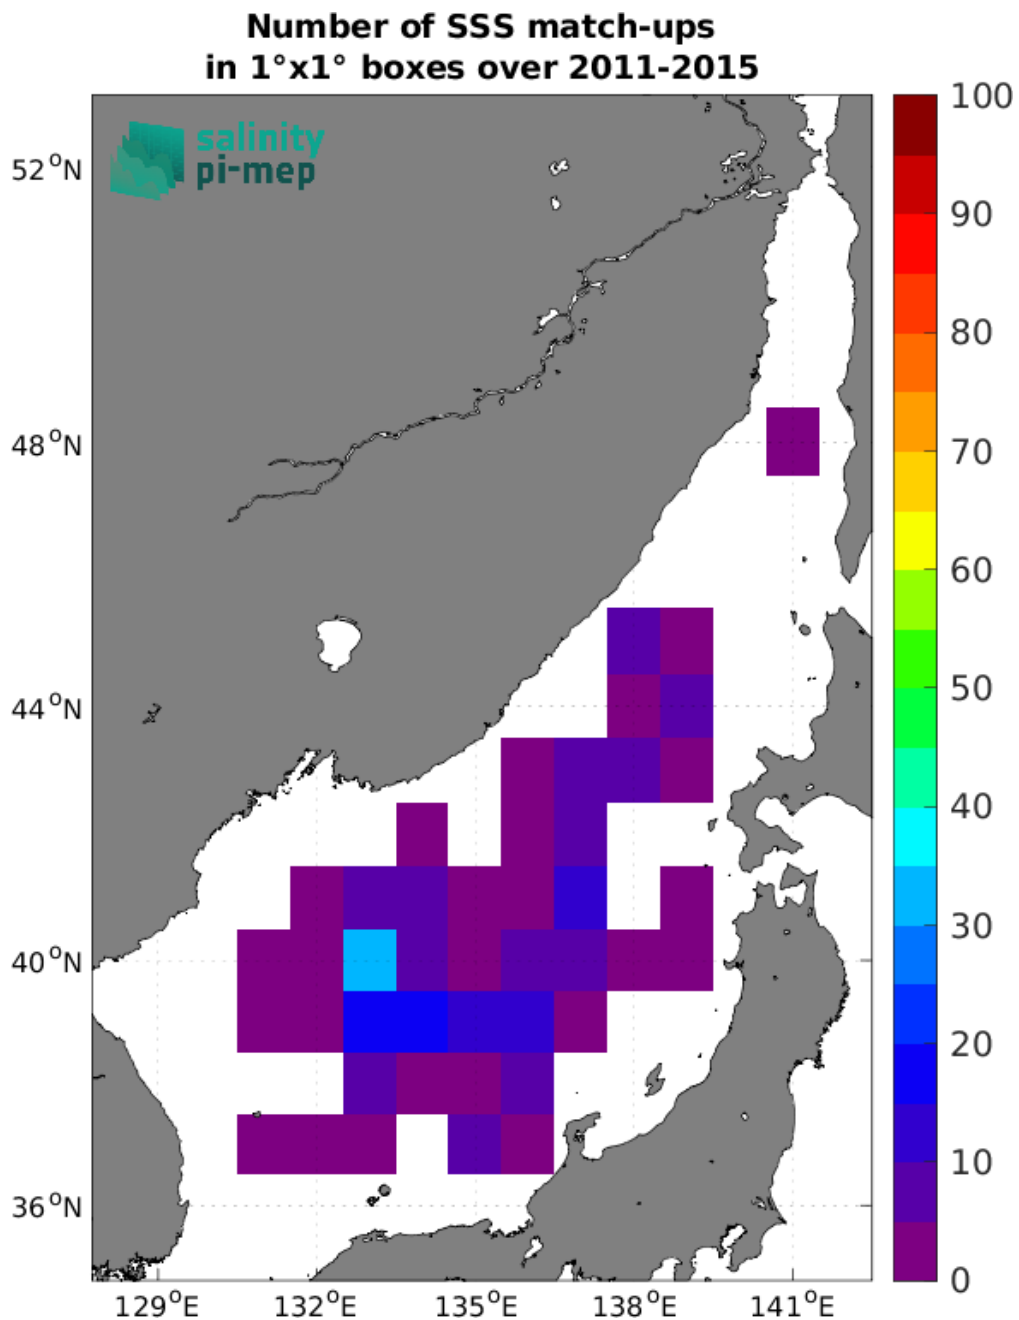 Number of SSS match-ups
in 1°x1° boxes over 2011-2015
salinity
pi-mep
52°N
48°N
44°N
40°N
36°N
129°E
132°E
135°E
138°E
141°E
100
90
80
70
60
50
40
30
20
10
0